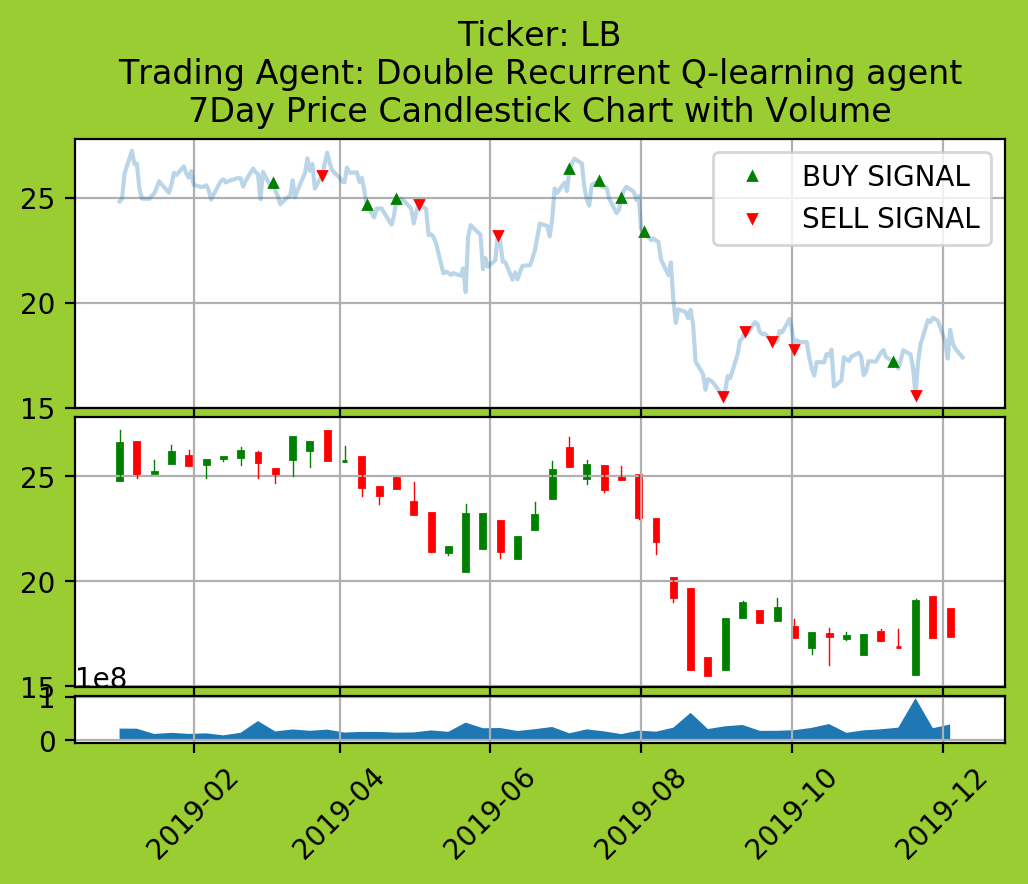 Ticker: LB
Trading Agent: Double Recurrent Q-learning agent
7Day Price Candlestick Chart with Volume
BUY SIGNAL
SELL SIGNAL
25
20
15
25
20
15
1e8
1
0
2019-02
2019-04
2019-06
2019-08
2019-10
2019-12